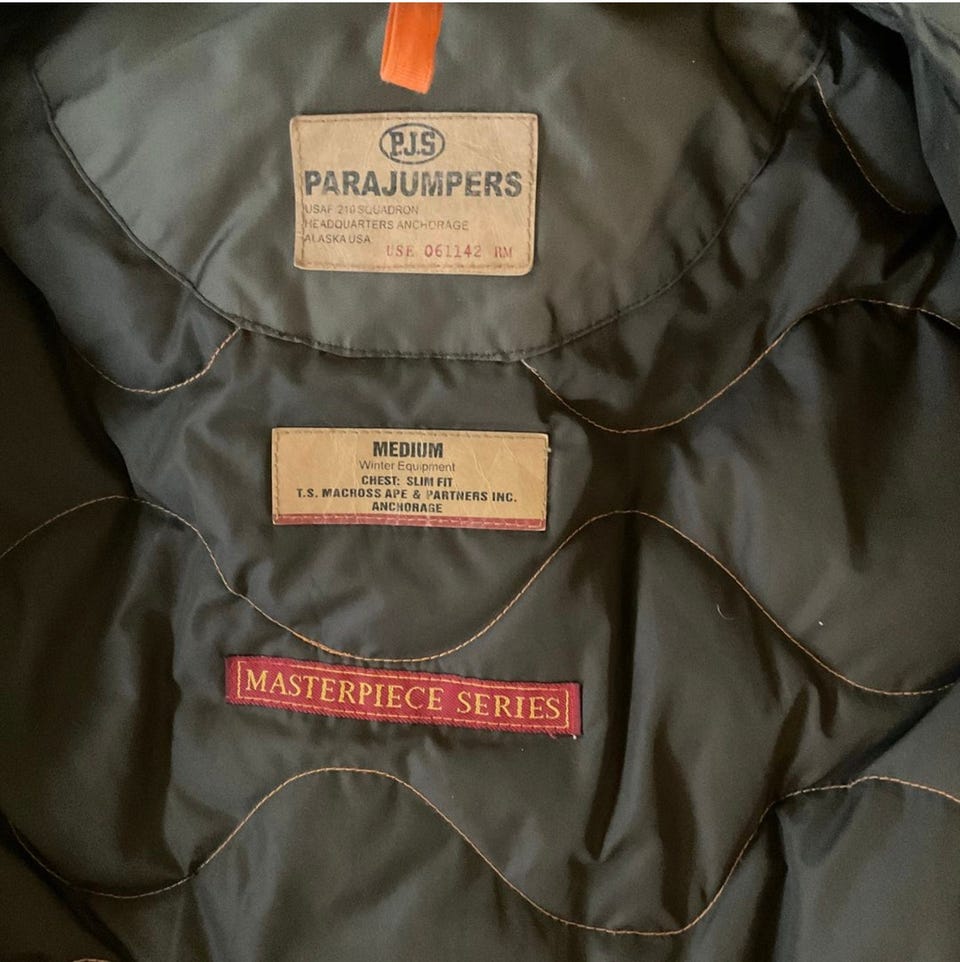 P.J.S
PARAJUMPERS
USAF 210 SQUADRON
HEADQUARTERS ANCHORAGE
ALASKA USA
USE 061142 RM
MEDIUM
Winter Equipment
CHEST: SLIM FIT
T.S. MACROSS APE & PARTNERS INC.
ANCHORAGE
MASTERPIECE SERIES